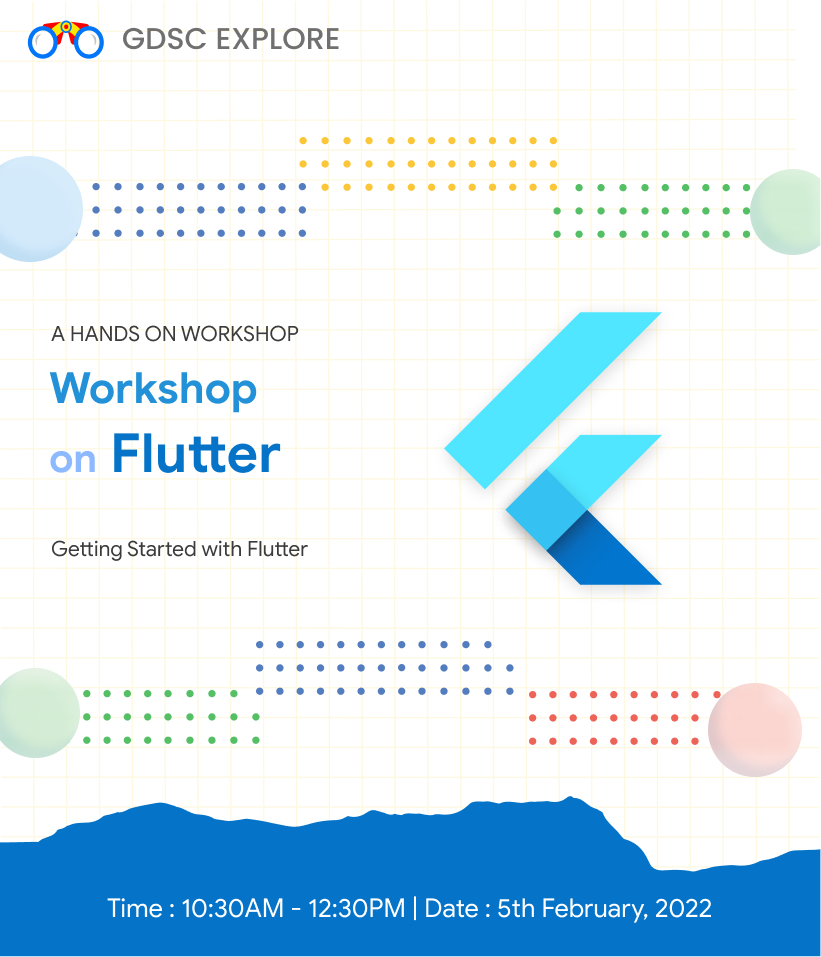 GDSC EXPLORE
A HANDS ON WORKSHOP
Workshop
on Flutter
Getting Started with Flutter
Time : 10:30AM - 12:30PM | Date : 5th February, 2022